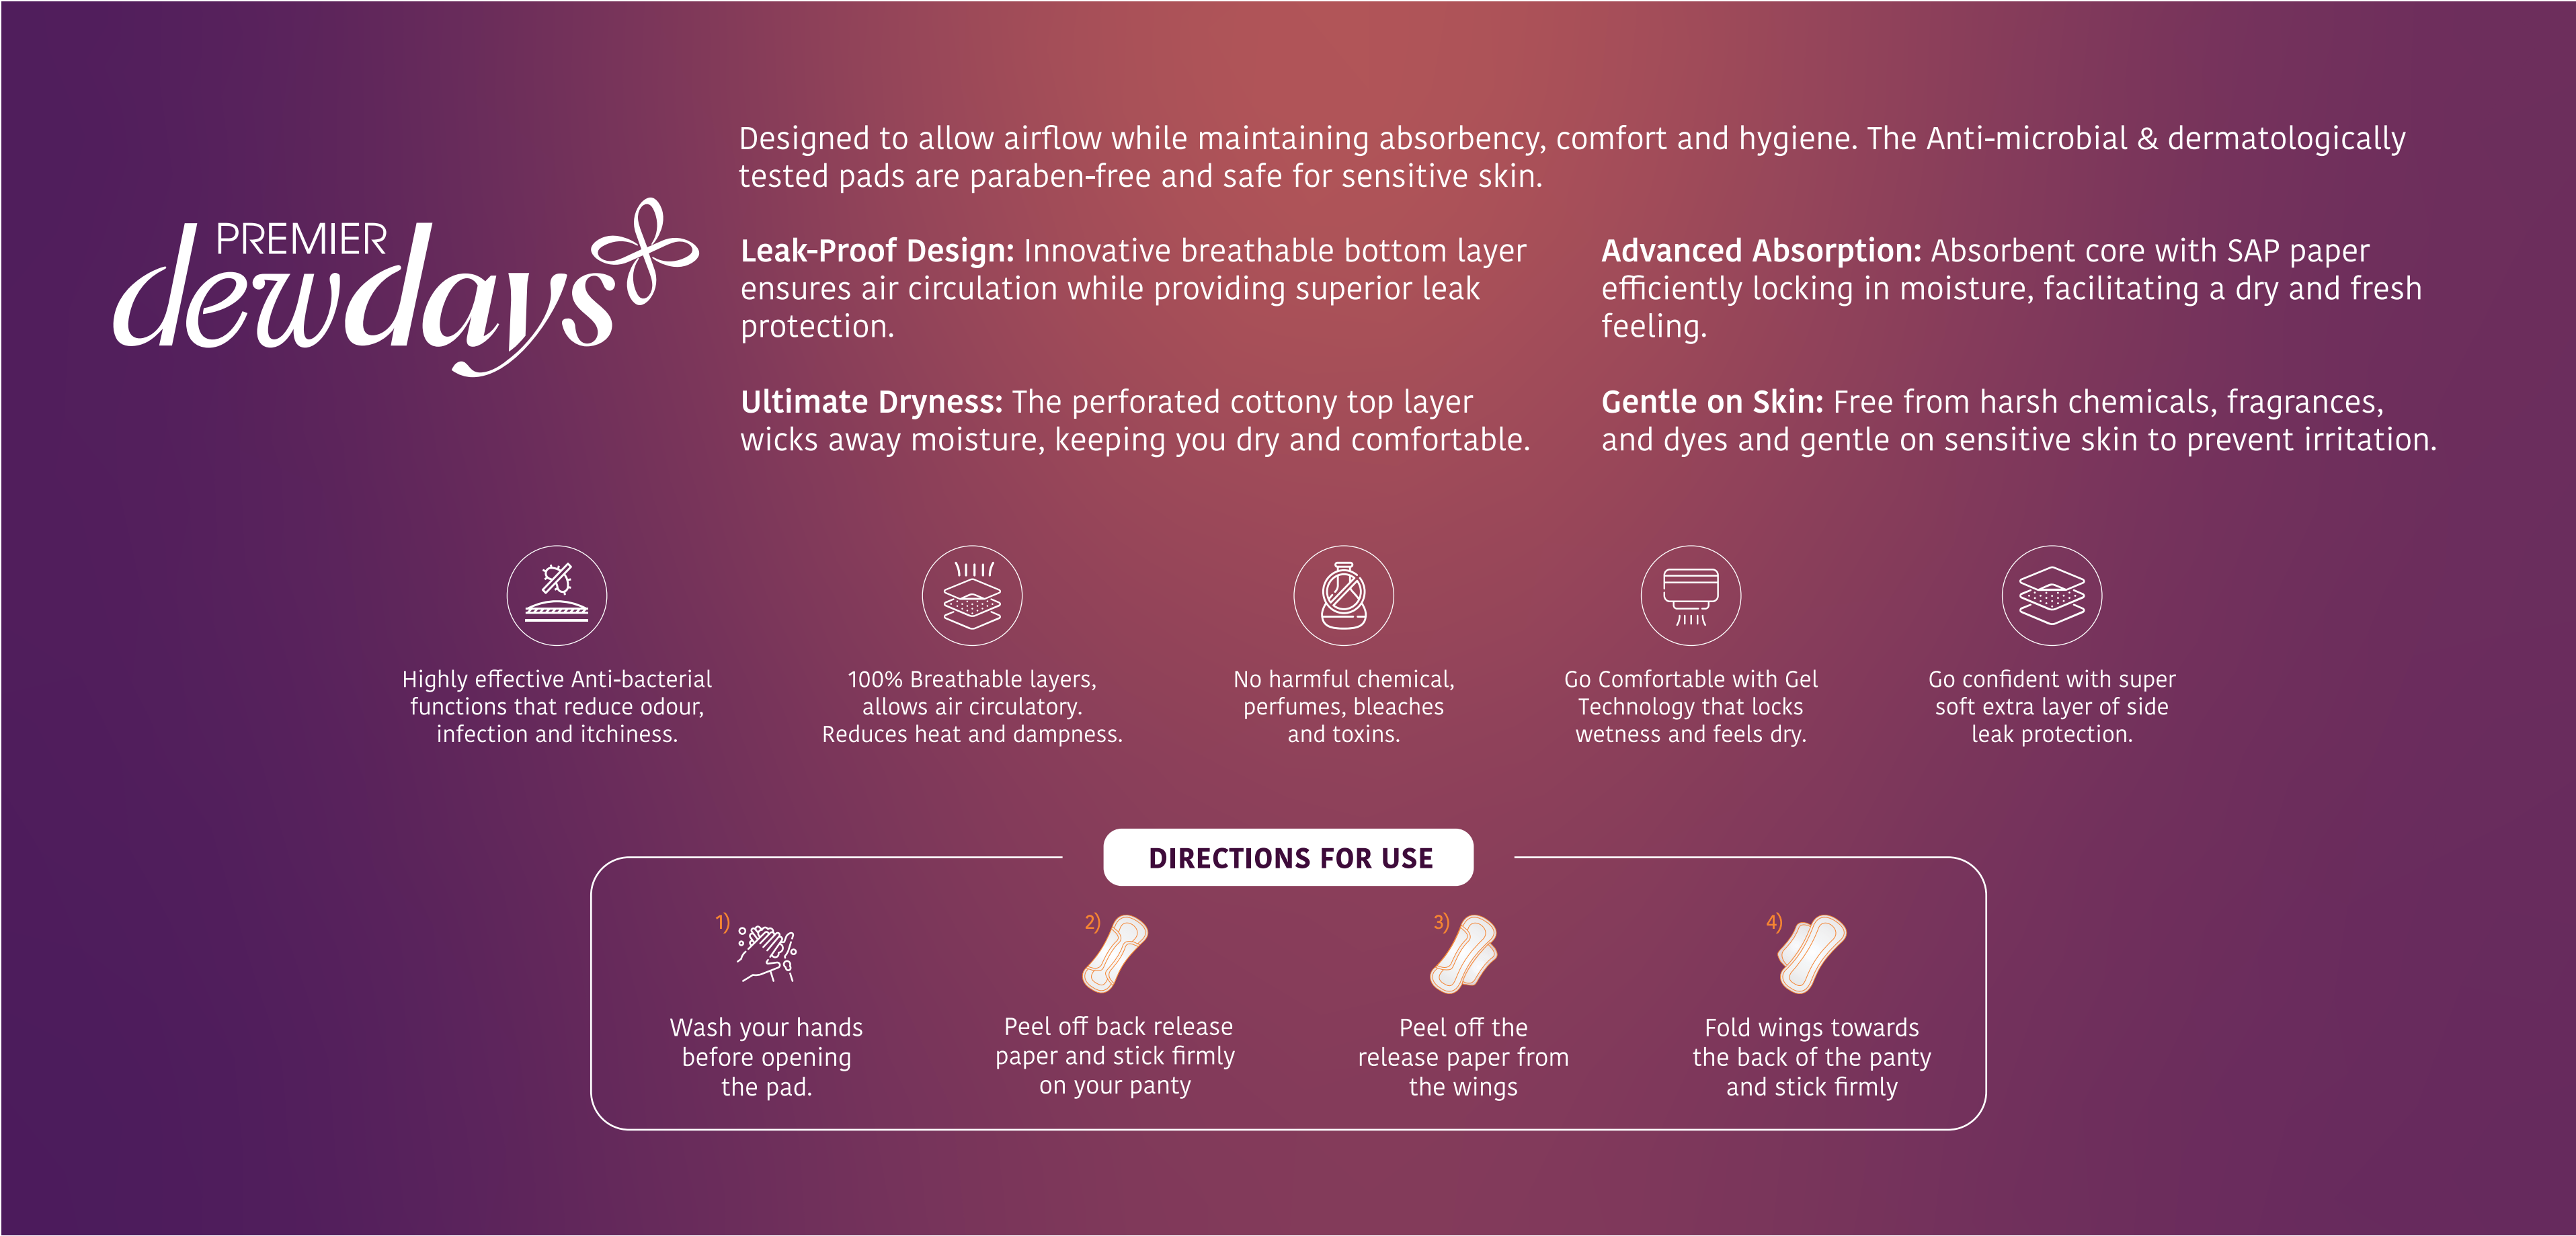 PREMIER
dewdays
Designed to allow airflow while maintaining absorbency, comfort and hygiene. The Anti-microbial & dermatologically
tested pads are paraben-free and safe for sensitive skin.
Leak-Proof Design: Innovative breathable bottom layer
ensures air circulation while providing superior leak
protection.
Ultimate Dryness: The perforated cottony top layer
wicks away moisture, keeping you dry and comfortable.
Advanced Absorption: Absorbent core with SAP paper
efficiently locking in moisture, facilitating a dry and fresh
feeling.
Gentle on Skin: Free from harsh chemicals, fragrances,
and dyes and gentle on sensitive skin to prevent irritation.
Highly effective Anti-bacterial
functions that reduce odour,
infection and itchiness.
100% Breathable layers,
allows air circulatory.
Reduces heat and dampness.
No harmful chemical,
perfumes, bleaches
and toxins.
Go Comfortable with Gel
Technology that locks
wetness and feels dry.
Go confident with super
soft extra layer of side
leak protection.
DIRECTIONS FOR USE
1)
Wash your hands
before opening
the pad.
2)
Peel off back release
paper and stick firmly
on your panty
3)
Peel off the
release paper from
the wings
4)
Fold wings towards
the back of the panty
and stick firmly